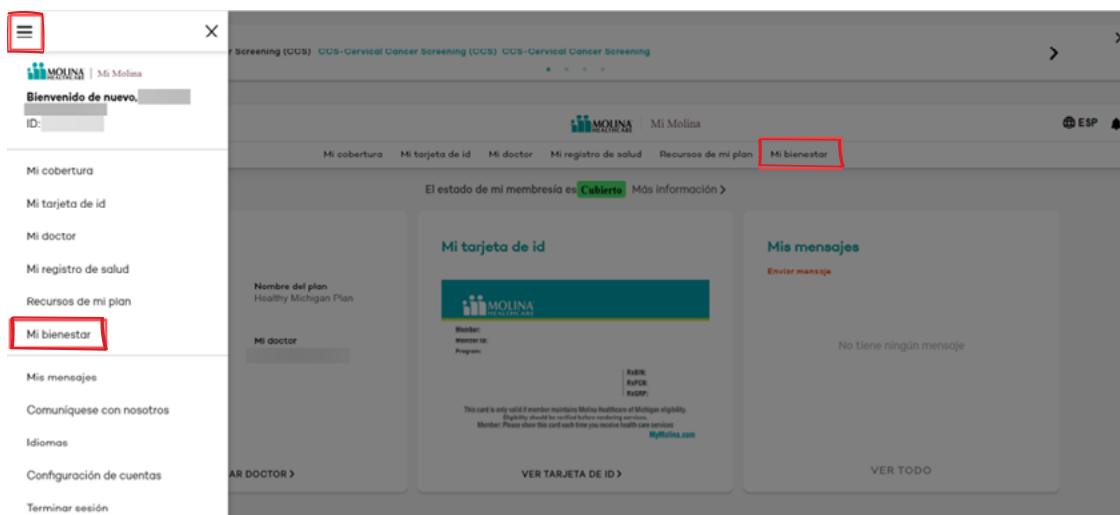 MOLINA HEALTHCARE | Mi Molina
Bienvenido de nuevo,
ID:
Mi cobertura
Mi tarjeta de id
Mi doctor
Mi registro de salud
Recursos de mi plan
Mi bienestar
Mis mensajes
Comuníquese con nosotros
Idiomas
Configuración de cuentas
Terminar sesión
r Screening (CCS) CCS-Cervical Cancer Screening (CCS) CCS-Cervical Cancer Screening
MOLINA HEALTHCARE | Mi Molina
ESP
Mi cobertura Mi tarjeta de id Mi doctor Mi registro de salud Recursos de mi plan Mi bienestar
El estado de mi membresía es Cubierto Más información >
Nombre del plan
Healthy Michigan Plan
Mi doctor
AR DOCTOR >
Mi tarjeta de id
MOLINA HEALTHCARE
Member:
Member Id:
Program:
RxBIN:
RxPCN:
RxGRP:
This card is only valid if member maintains Molina Healthcare of Michigan eligibility.
Eligibility should be verified before rendering services.
Member: Please show this card each time you receive health care services
MyMolina.com
VER TARJETA DE ID >
Mis mensajes
Enviar mensaje
No tiene ningún mensaje
VER TODO